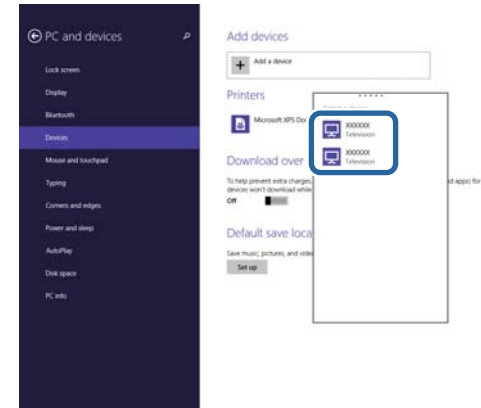 PC and devices
Lock screen
Display
Bluetooth
Devices
Mouse and touchpad
Typing
Corners and edges
Power and sleep
AutoPlay
Disk space
PC info
Add devices
Add a device
Printers
Microsoft XPS Doc
XXXXXX
Television
XXXXXX
Television
Download over
To help prevent extra charges,
d apps) for
devices won't download while
Off
Default save loca
Save music, pictures, and vide
Set up